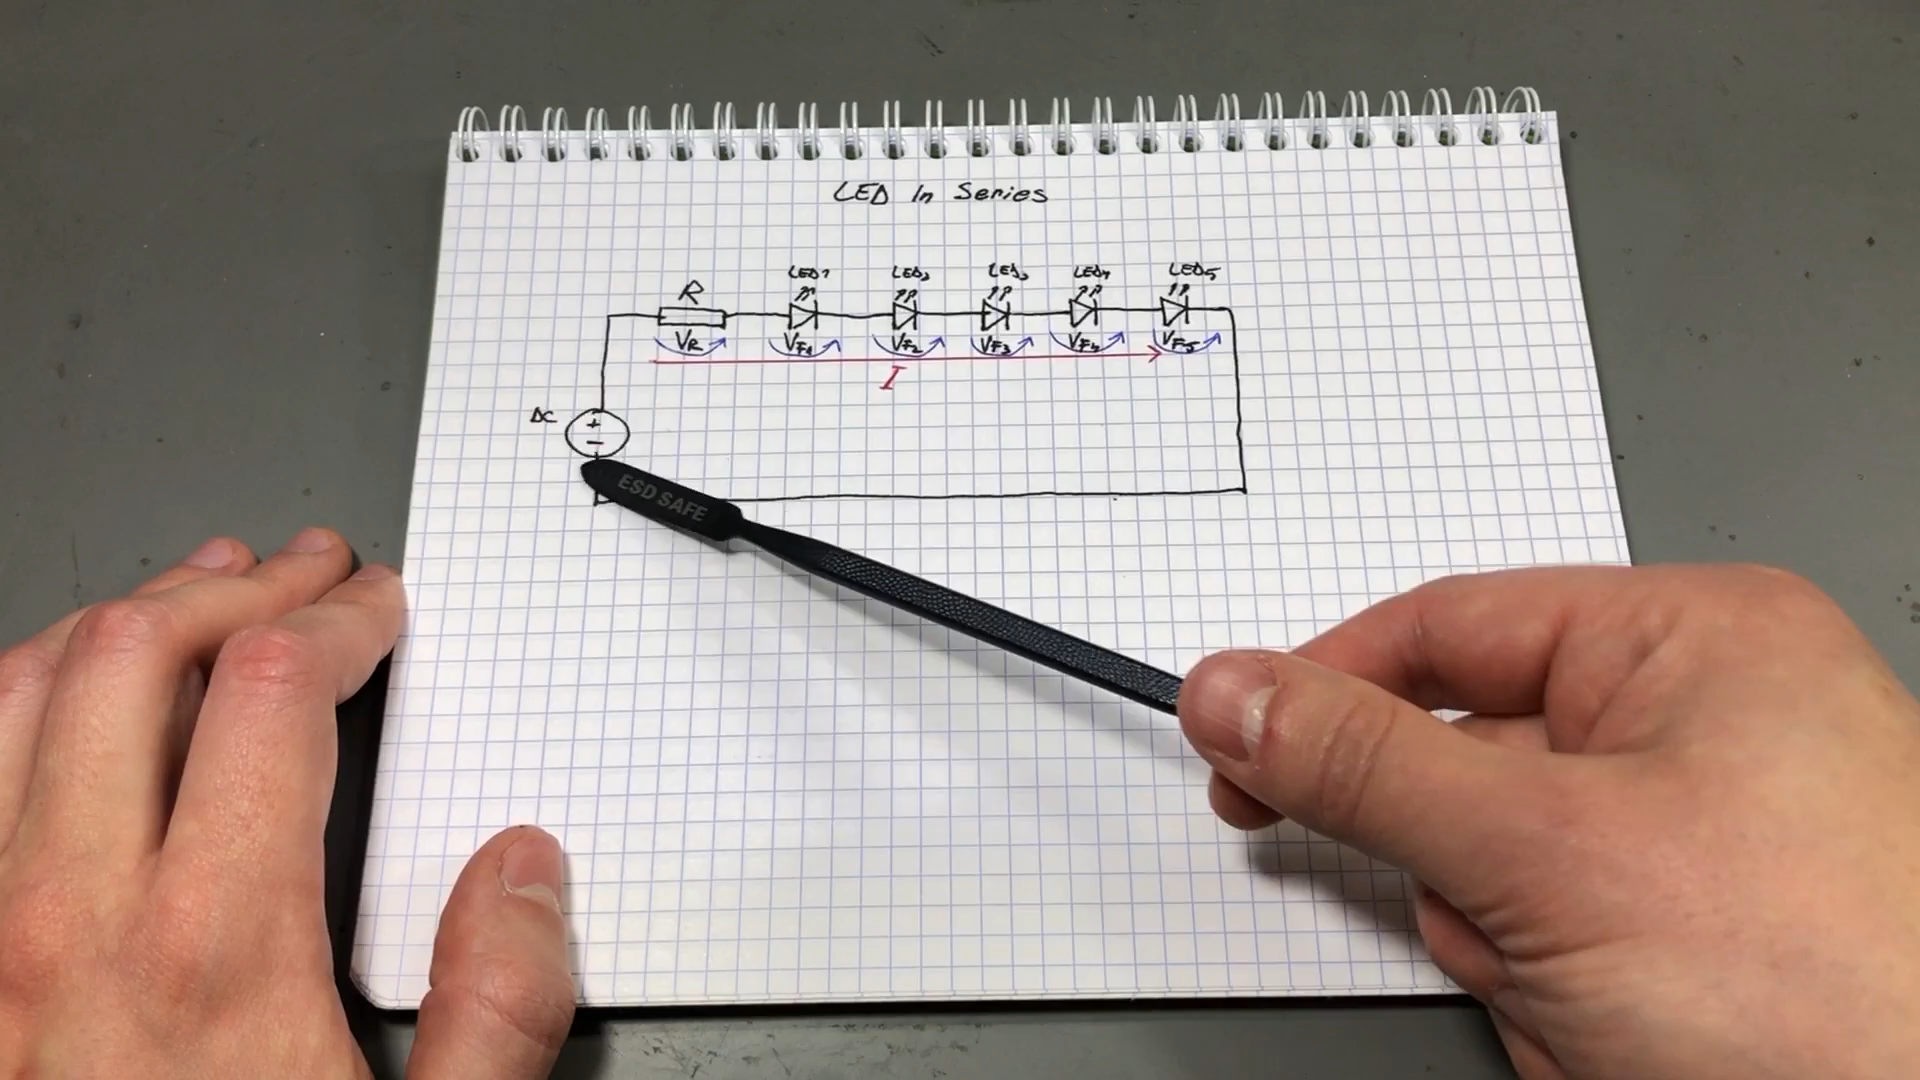 LED In Series
LED1 LED2 LED3 LED4 LED5
R
VR VF1 VF2 VF3 VF4 VF5
I
DC
+
-
ESD SAFE